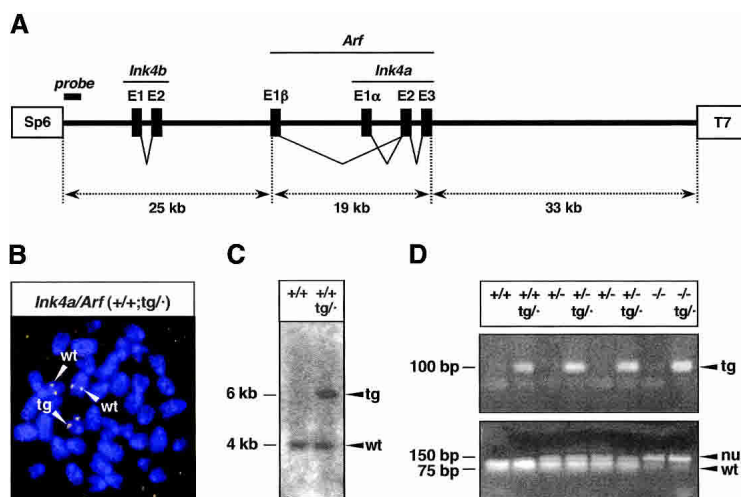 A
Arf
Ink4b
Ink4a
probe
E1 E2
E1β
E1α E2 E3
Sp6
T7
25 kb
19 kb
33 kb
B
Ink4a/Arf (+/+;tg/·)
wt
wt
tg
C
+/+ +/+ tg/·
6 kb
tg
4 kb
wt
D
+/+ +/+ +/- +/- +/- +/- -/- -/-
tg/· tg/· tg/· tg/·
100 bp
tg
150 bp
nu
75 bp
wt